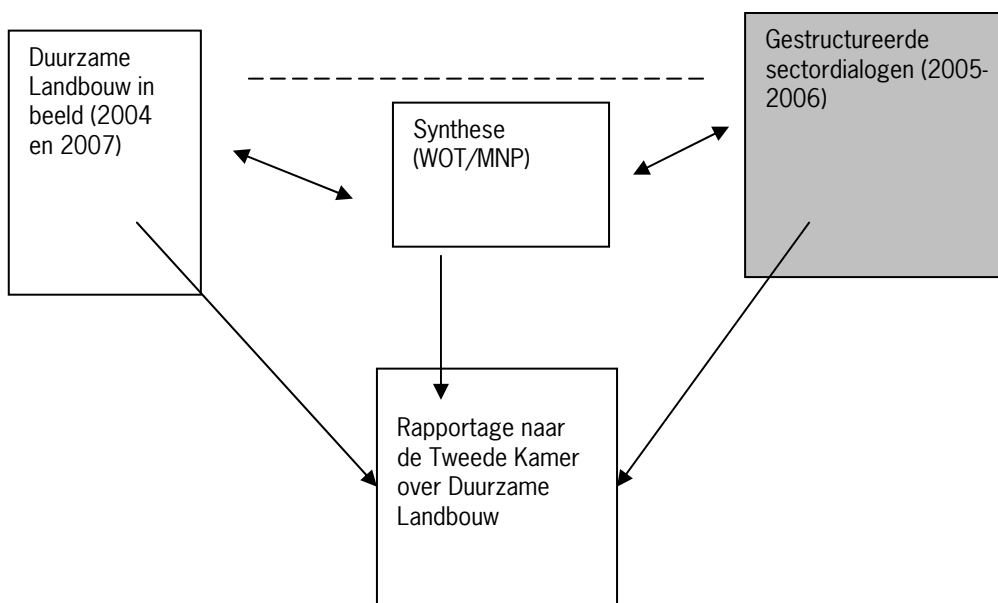 Duurzame
Landbouw in
beeld (2004
en 2007)
Synthese
(WOT/MNP)
Gestructureerde
sectordialogen (2005-
2006)
Rapportage naar
de Tweede Kamer
over Duurzame
Landbouw